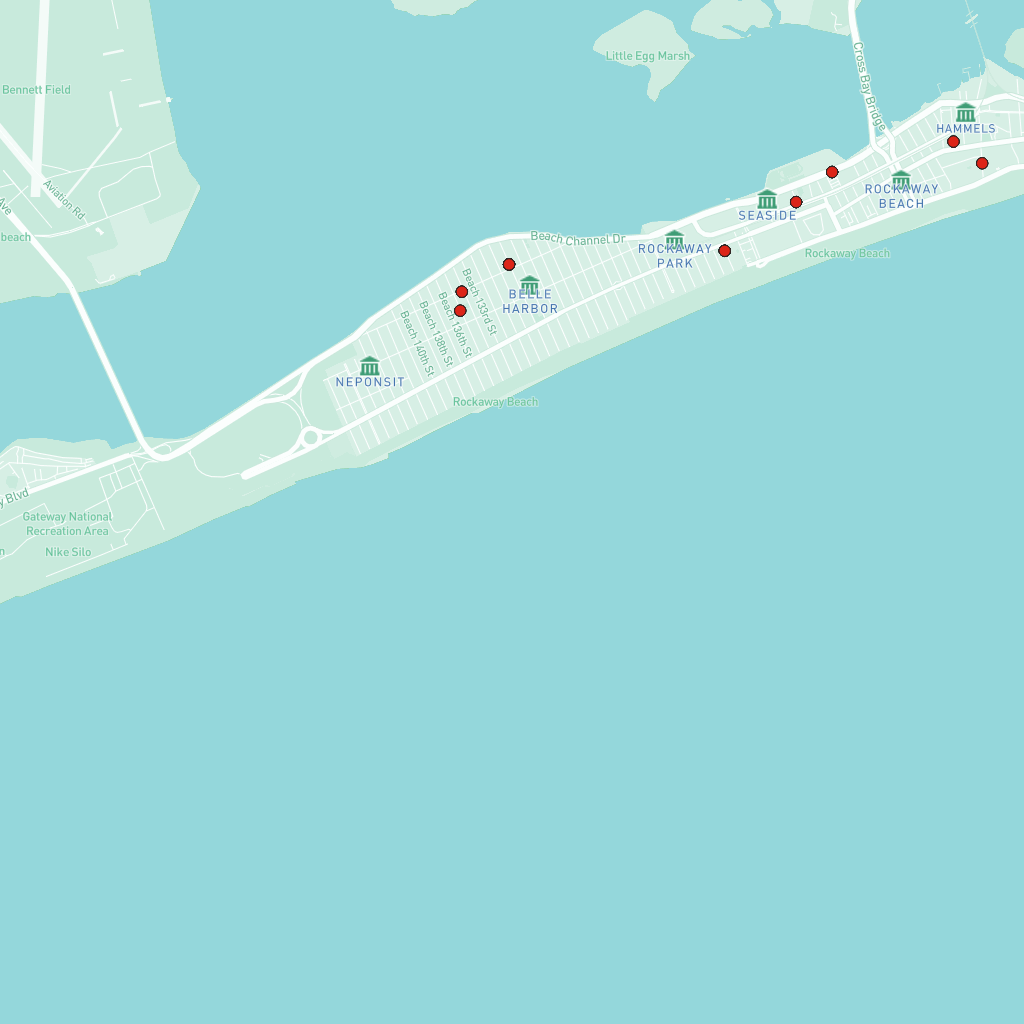 Little Egg Marsh
Cross Bay Bridge
Bennett Field
HAMMELS
Aviation Rd
Ave
ROCKAWAY
BEACH
SEASIDE
beach
Beach Channel Dr
ROCKAWAY
PARK
Rockaway Beach
BELLE
HARBOR
Beach 133rd St
Beach 136th St
Beach 138th St
Beach 140th St
NEPONSIT
Rockaway Beach
y Blvd
Gateway National
Recreation Area
Nike Silo
n